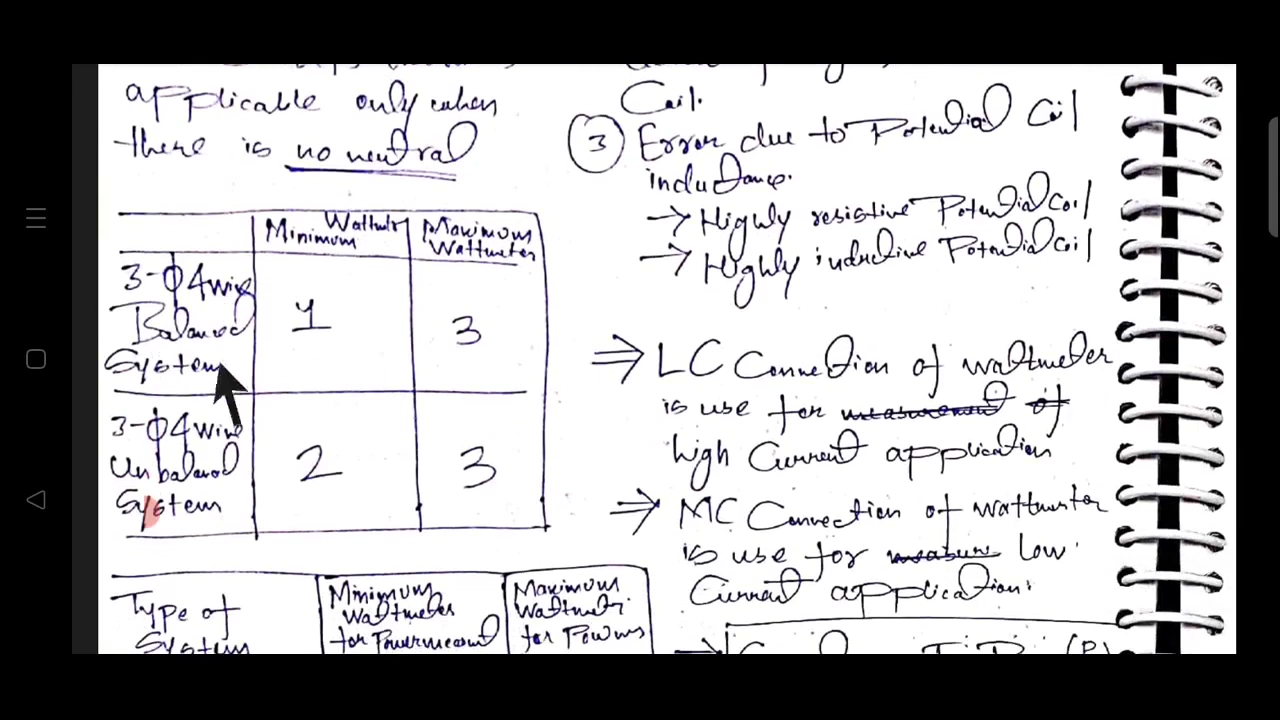 applicable only when
there is no neutral
Minimum Wattmeter
Maximum Wattmeter
3-ϕ 4 wire
Balanced
System
1
3
3-ϕ 4 wire
Unbalanced
System
2
3
Type of
System
Minimum
Wattmeter
for Power
Maximum
Wattmeter
for Power
Coil.
③ Error due to Potential Coil
inductance.
→ Highly resistive Potential Coil
→ Highly inductive Potential Coil
⇒ LC Connection of wattmeter
is use for measurement of
high Current application
⇒ MC Connection of wattmeter
is use for measure low
Current application.